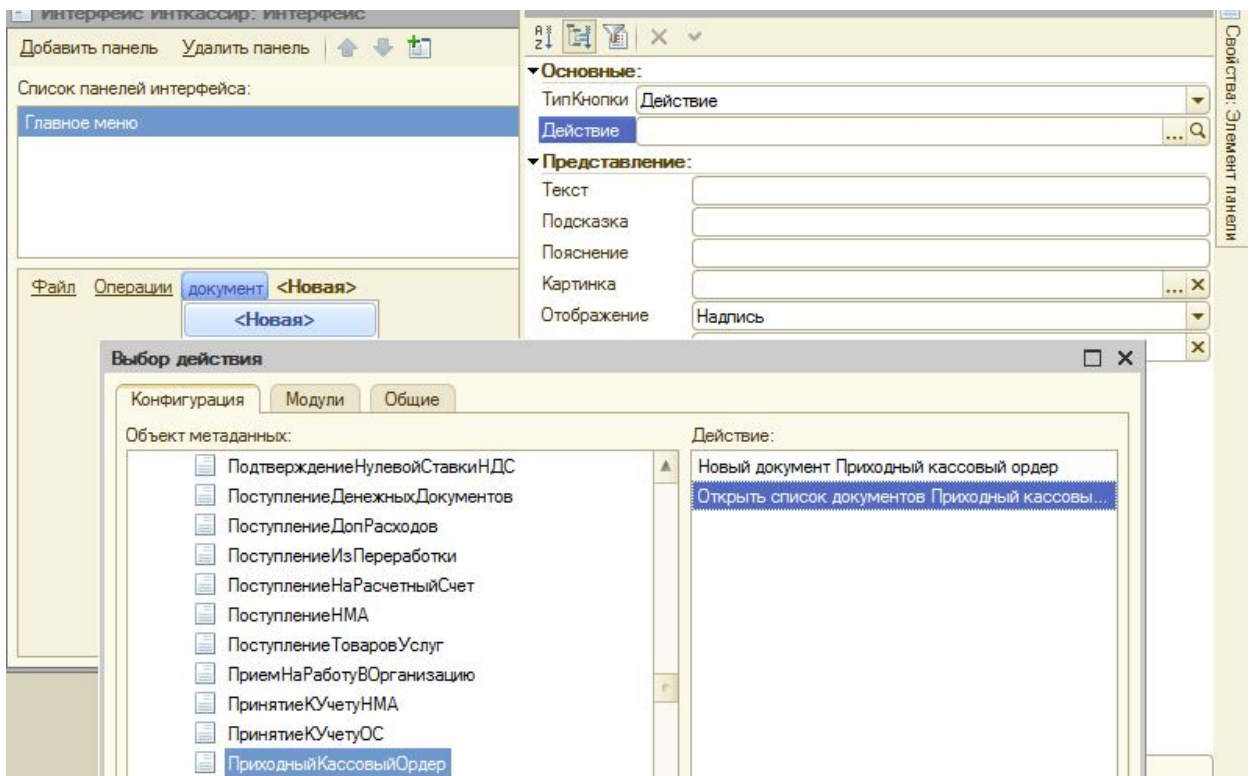 Интерфейс Инткассир: Интерфейс
Добавить панель Удалить панель
Список панелей интерфейса:
Главное меню
Файл Операции документ <Новая>
<Новая>
Основные:
ТипКнопки Действие
Действие ...
Представление:
Текст
Подсказка
Пояснение
Картинка ...
Отображение Надпись
Свойства: Элемент панели
Выбор действия
Конфигурация Модули Общие
Объект метаданных:
ПодтверждениеНулевойСтавкиНДС
ПоступлениеДенежныхДокументов
ПоступлениеДопРасходов
ПоступлениеИзПереработки
ПоступлениеНаРасчетныйСчет
ПоступлениеНМА
ПоступлениеТоваровУслуг
ПриемНаРаботуВОрганизацию
ПринятиеКУчетуНМА
ПринятиеКУчетуОС
ПриходныйКассовыйОрдер
Действие:
Новый документ Приходный кассовый ордер
Открыть список документов Приходный кассовы...